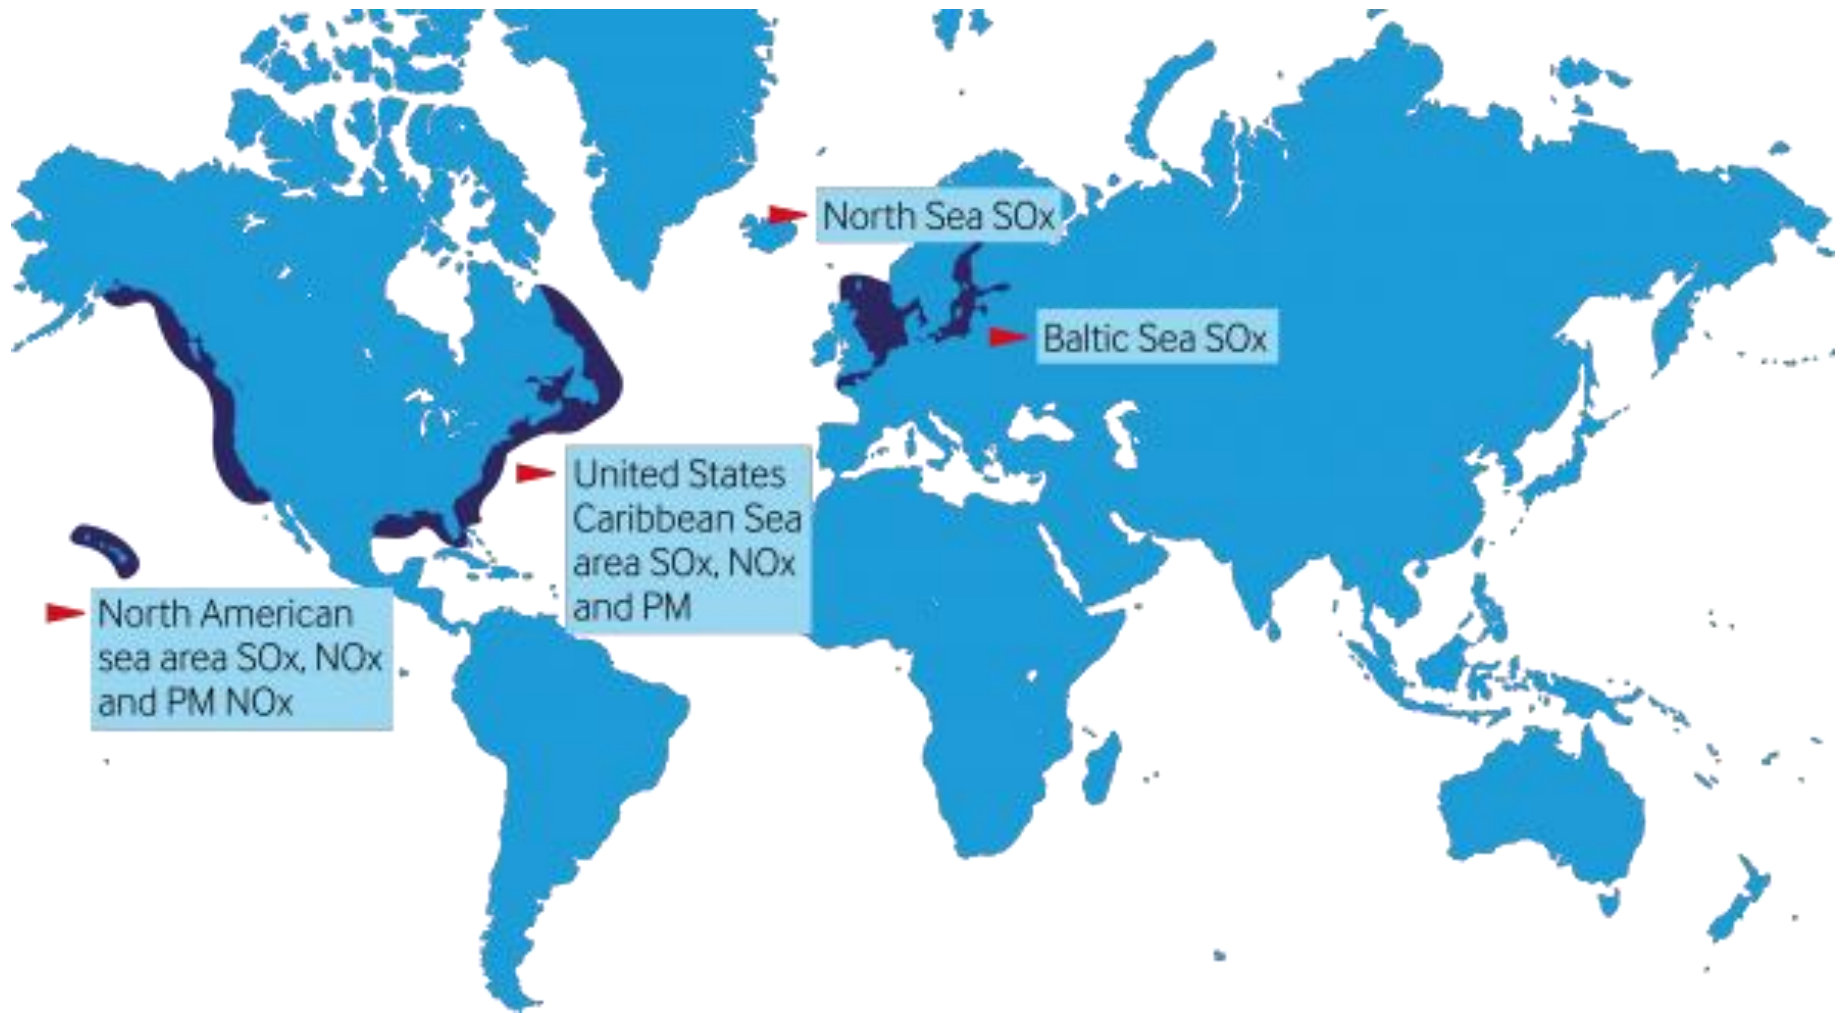 North Sea SOx
Baltic Sea SOx
United States
Caribbean Sea
area SOx, NOx
and PM
North American
sea area SOx, NOx
and PM NOx